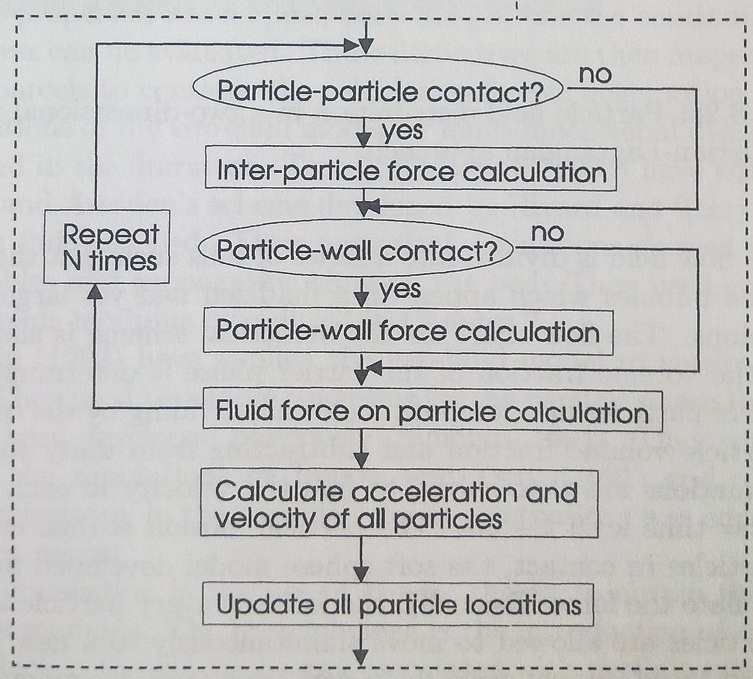 Particle-particle contact?
no
yes
Inter-particle force calculation
Repeat
N times
Particle-wall contact?
no
yes
Particle-wall force calculation
Fluid force on particle calculation
Calculate acceleration and
velocity of all particles
Update all particle locations